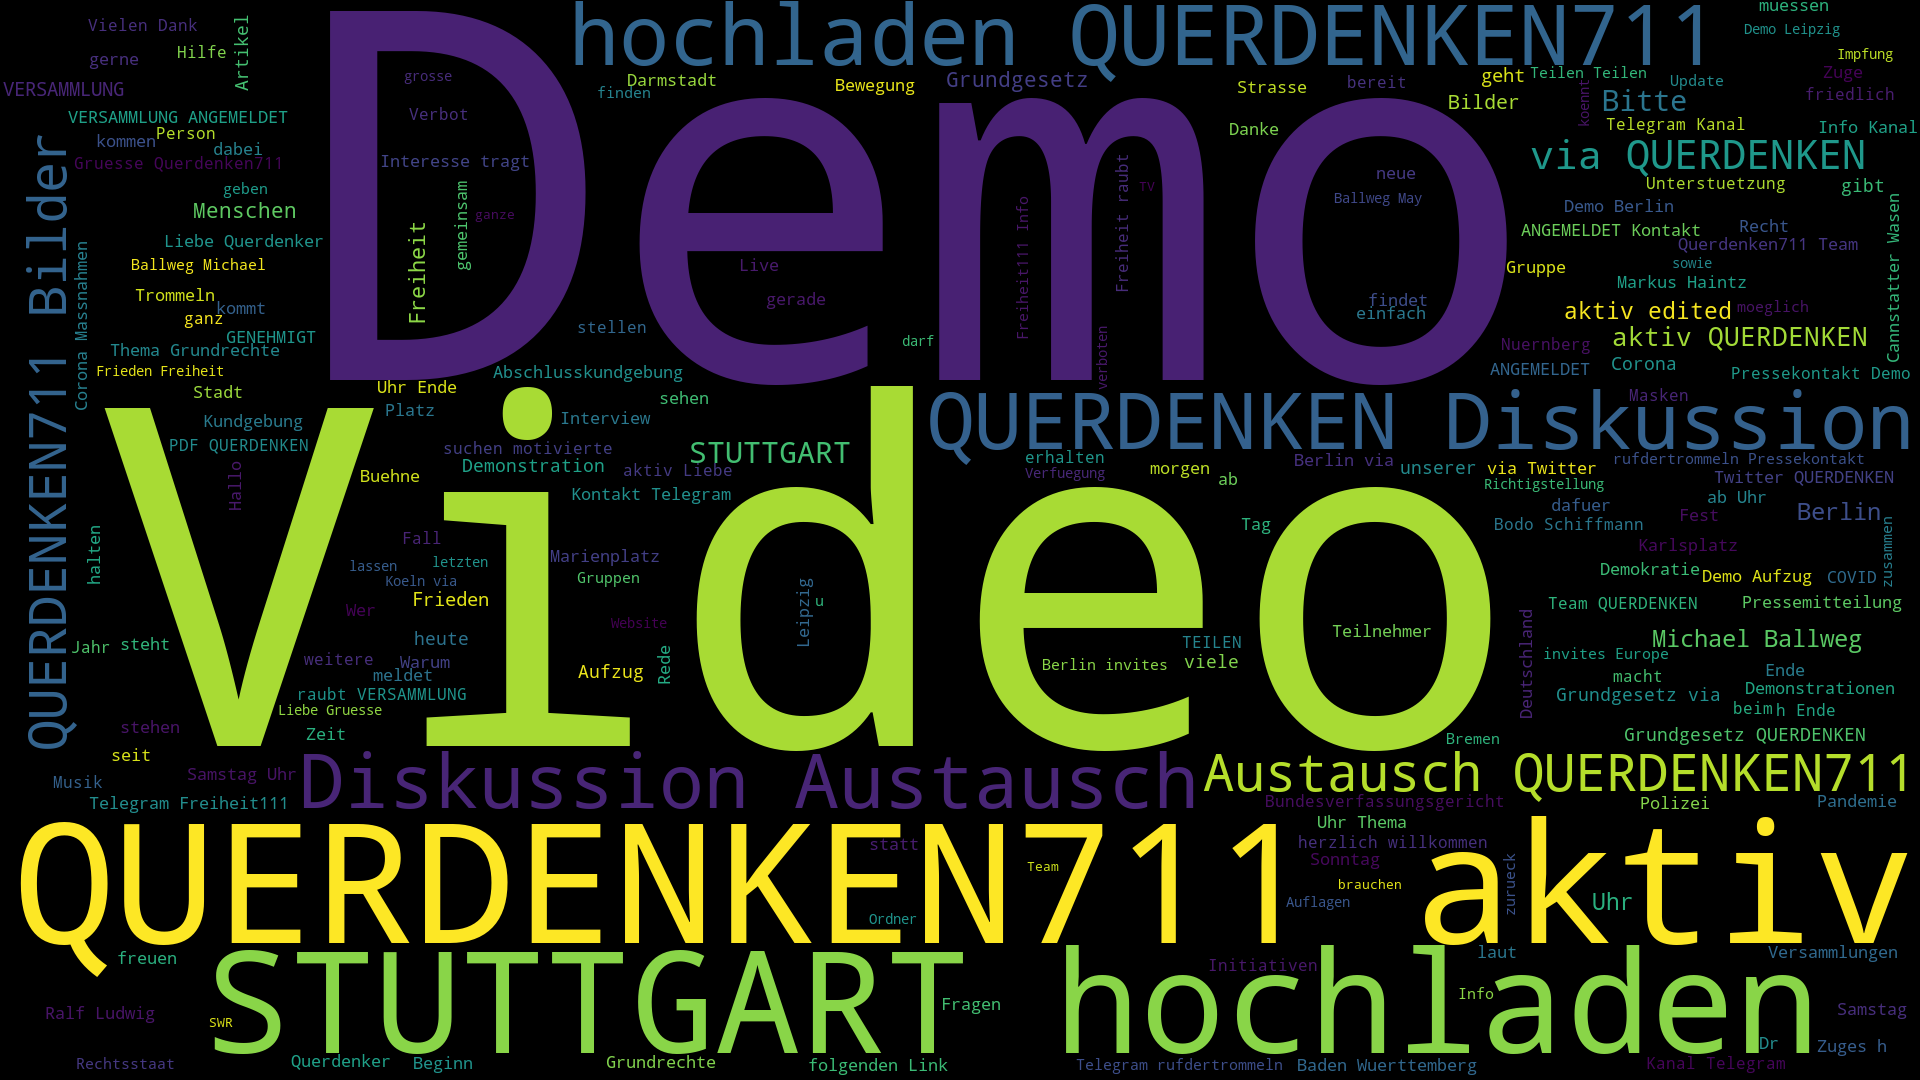 Vielen Dank
gerne
Hilfe
Artikel
VERSAMMLUNG
hochladen QUERDENKEN711
muessen
Demo Leipzig
Impfung
Demo
grosse
Darmstadt
finden
Bewegung
Grundgesetz
Strasse
bereit
geht
Teilen Teilen
Update
Zuge
friedlich
Bilder
koennt
Bitte
Verbot
VERSAMMLUNG ANGEMELDET
Person
kommen
dabei
Danke
Telegram Kanal
Info Kanal
Gruesse Querdenken711
Interesse tragt
via QUERDENKEN
Freiheit raubt
TV
neue
Ballweg May
Unterstuetzung
gibt
geben
Menschen
gemeinsam
ganze
Freiheit
Freiheit111 Info
Demo Berlin
ANGEMELDET Kontakt
Recht
Cannstatter Wasen
Querdenken711 Team
Liebe Querdenker
Ballweg Michael
Live
Gruppe
sowie
Markus Haintz
Corona Massnahmen
Trommeln
kommt
ganz
gerade
findet
einfach
aktiv edited
moeglich
GENEHMIGT
stellen
darf
verboten
aktiv QUERDENKEN
Nuernberg
Thema Grundrechte
Frieden Freiheit
Abschlusskundgebung
ANGEMELDET
Corona
Pressekontakt Demo
Stadt
Uhr Ende
sehen
Masken
QUERDENKEN711 Bilder
Video
Kundgebung
Platz
Interview
QUERDENKEN Diskussion
PDF QUERDENKEN
suchen motivierte
STUTTGART
Hallo
Buehne
Demonstration
aktiv Liebe
erhalten
Verfuegung
morgen
ab
Berlin via
unserer
via Twitter
rufdertrommeln Pressekontakt
Richtigstellung
Twitter QUERDENKEN
Kontakt Telegram
dafuer
ab Uhr
Tag
Bodo Schiffmann
Fest
Berlin
halten
Fall
Marienplatz
Karlsplatz
zusammen
lassen
letzten
Koeln via
Gruppen
Demokratie
Demo Aufzug
COVID
Wer
Frieden
Leipzig
u
Team QUERDENKEN
Pressemitteilung
Website
Teilnehmer
Jahr
steht
heute
TEILEN
Michael Ballweg
weitere
Warum
Aufzug
Rede
Berlin invites
viele
Deutschland
invites Europe
meldet
macht
Ende
raubt VERSAMMLUNG
Grundgesetz via
Demonstrationen
Liebe Gruesse
beim
h Ende
stehen
Zeit
Bremen
Grundgesetz QUERDENKEN
seit
Musik
Samstag Uhr
Diskussion Austausch
Austausch QUERDENKEN711
Telegram Freiheit111
Bundesverfassungsgericht
Polizei
Pandemie
QUERDENKEN711 aktiv
Uhr Thema
herzlich willkommen
statt
Team
Sonntag
brauchen
zurueck
Auflagen
Uhr
Ordner
STUTTGART hochladen
freuen
laut
Versammlungen
Initiativen
Ralf Ludwig
SWR
Fragen
Info
Samstag
Dr
Zuges h
Rechtsstaat
Querdenker
Beginn
Grundrechte
folgenden Link
Telegram rufdertrommeln
Baden Wuerttemberg
Kanal Telegram